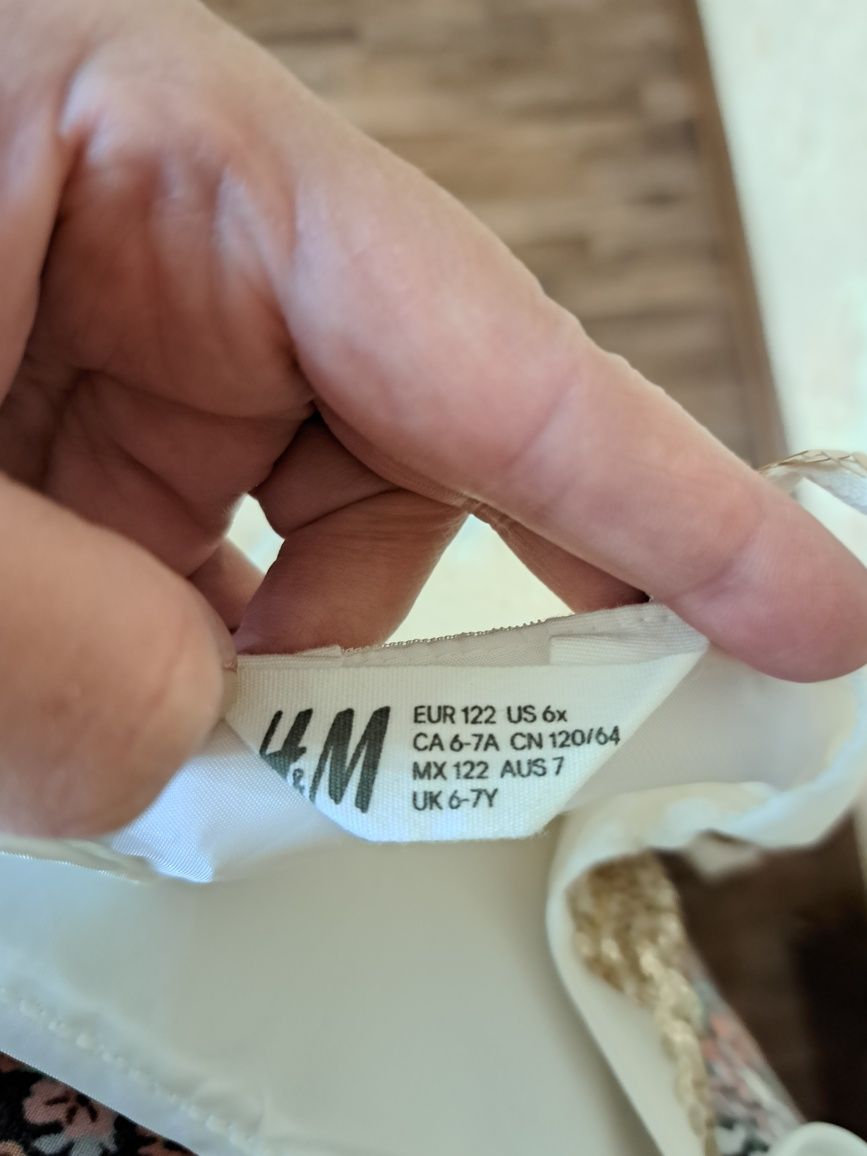 H&M
EUR 122 US 6x
CA 6-7A CN 120/64
MX 122 AUS 7
UK 6-7Y